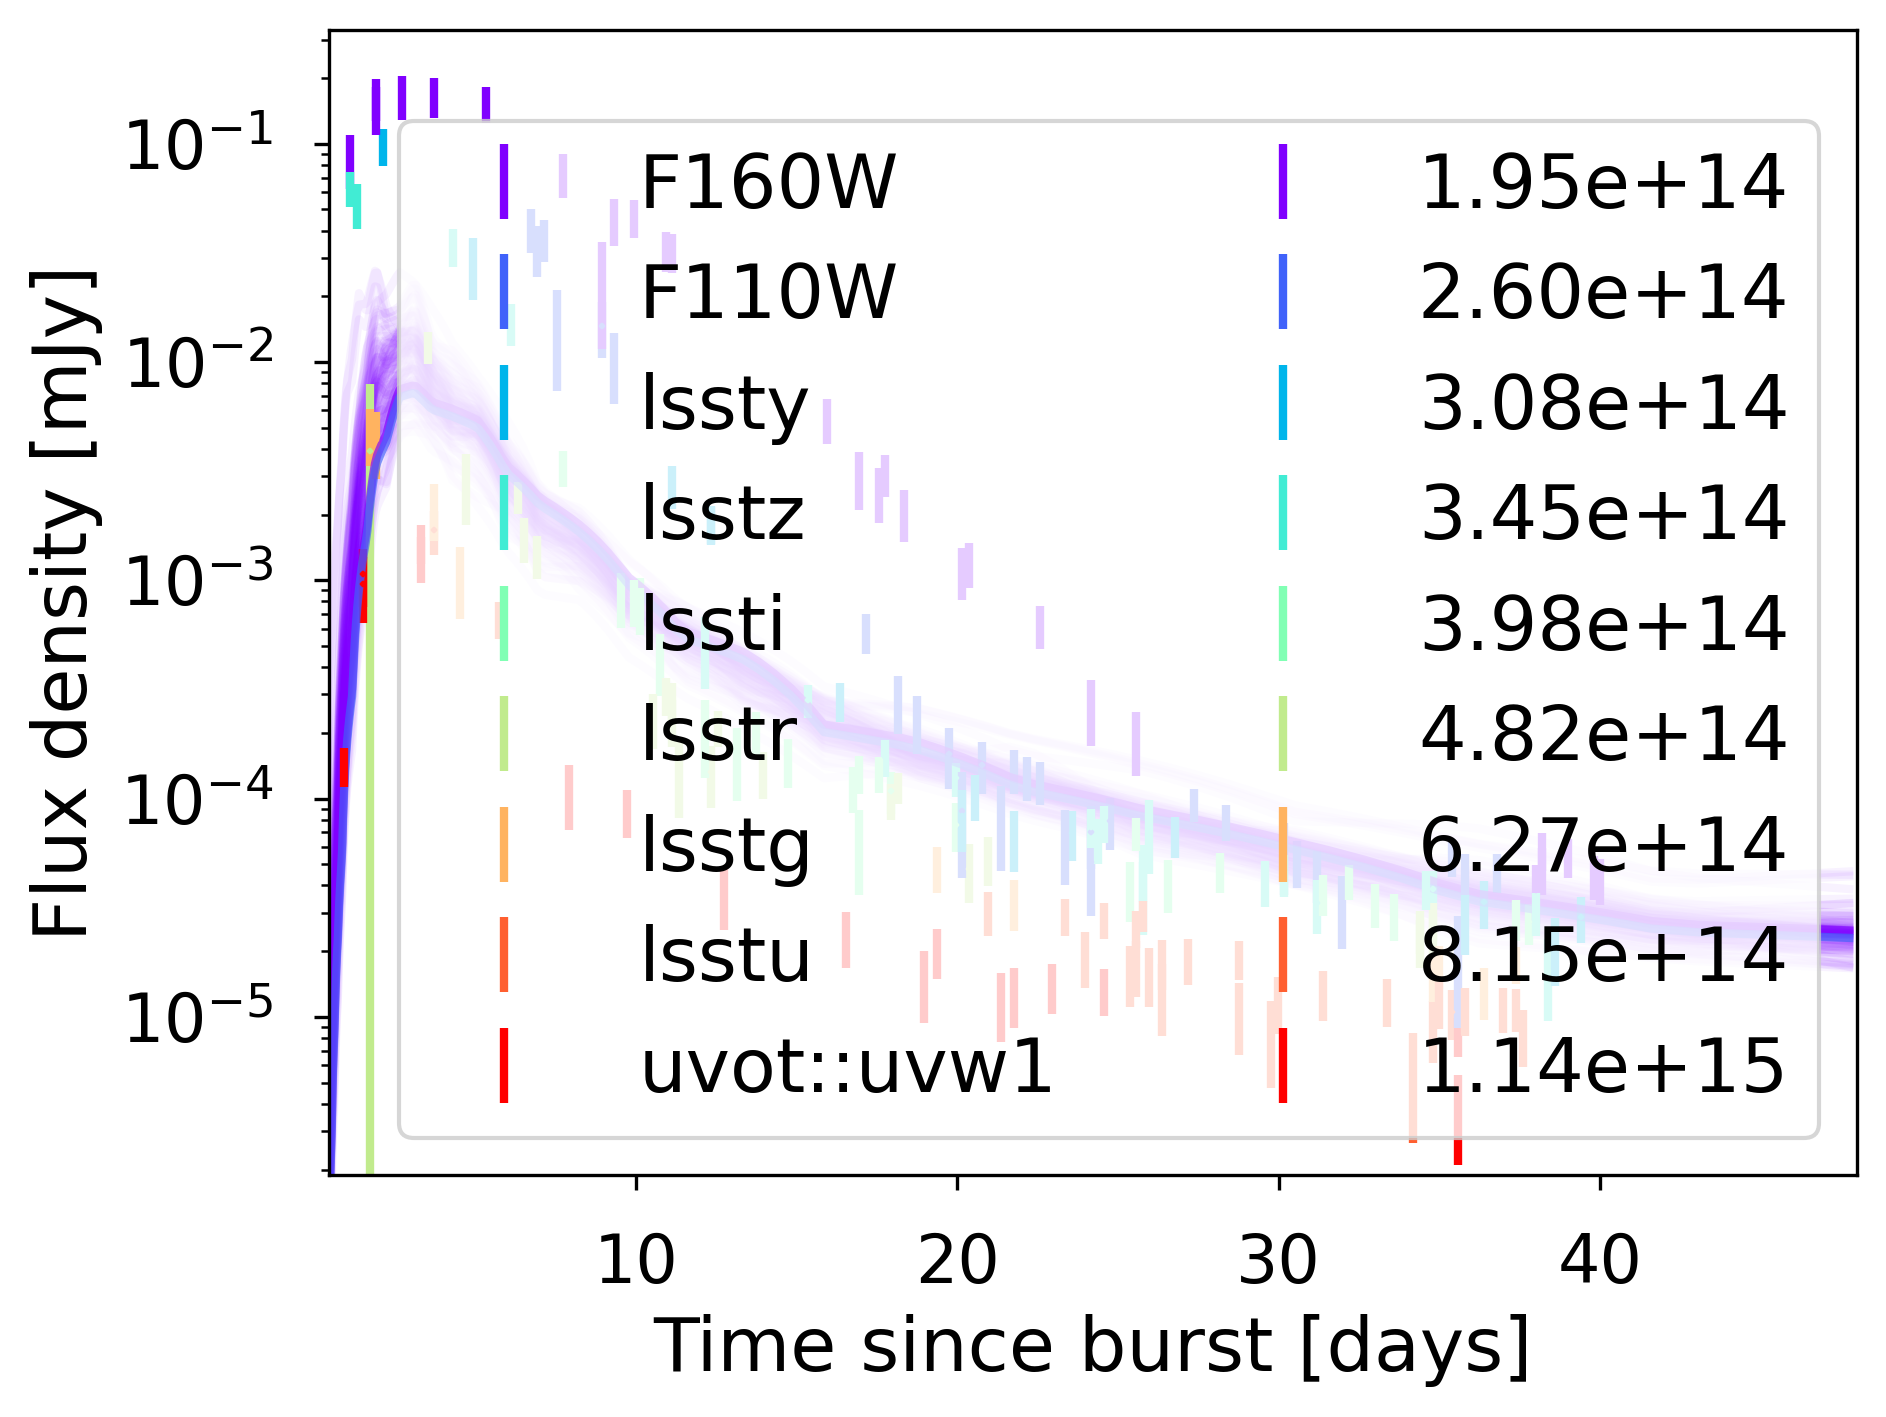 Flux density [mJy]
10⁻¹
10⁻²
10⁻³
10⁻⁴
10⁻⁵
F160W 1.95e+14
F110W 2.60e+14
lssty 3.08e+14
lsstz 3.45e+14
lssti 3.98e+14
lsstr 4.82e+14
lsstg 6.27e+14
lsstu 8.15e+14
uvot::uvw1 1.14e+15
10 20 30 40
Time since burst [days]